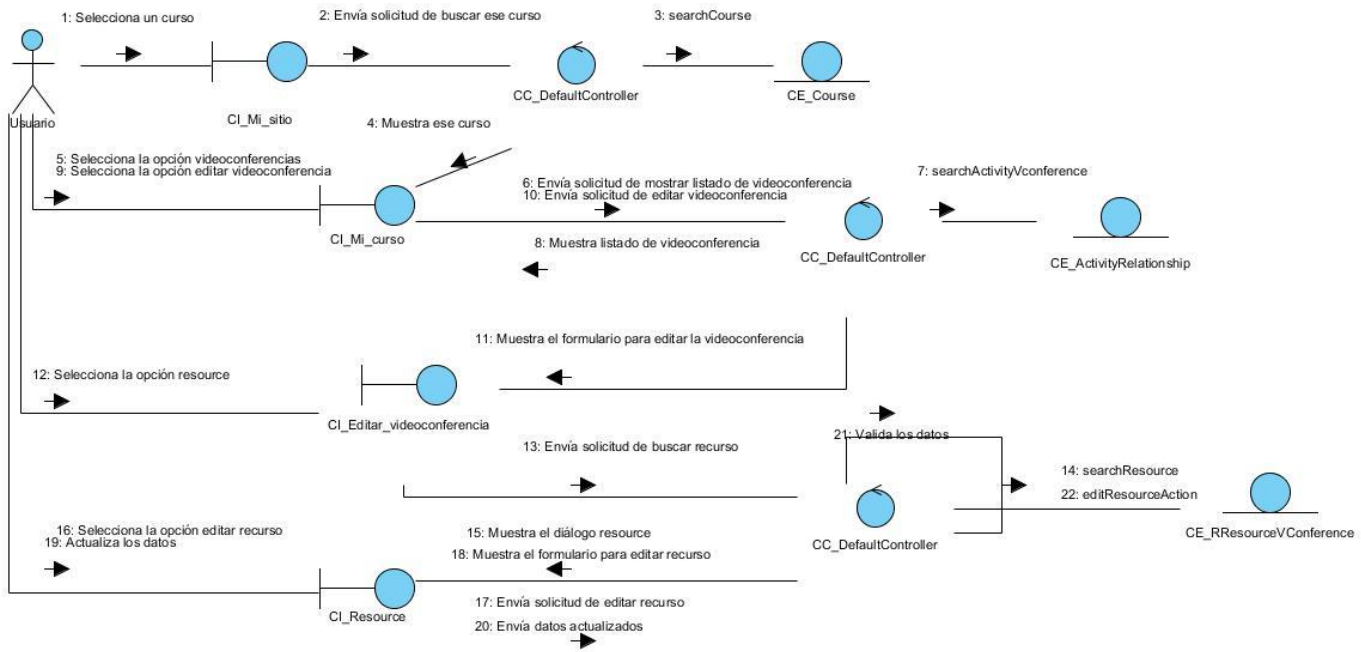 1: Selecciona un curso
2: Envía solicitud de buscar ese curso
3: searchCourse
Usuario
CI_Mi_sitio
CC_DefaultController
CE_Course
4: Muestra ese curso
5: Selecciona la opción videoconferencias
9: Selecciona la opción editar videoconferencia
6: Envía solicitud de mostrar listado de videoconferencia
10: Envía solicitud de editar videoconferencia
7: searchActivityVconference
CI_Mi_curso
8: Muestra listado de videoconferencia
CC_DefaultController
CE_ActivityRelationship
11: Muestra el formulario para editar la videoconferencia
12: Selecciona la opción resource
CI_Editar_videoconferencia
13: Envía solicitud de buscar recurso
21: Valida los datos
14: searchResource
22: editResourceAction
16: Selecciona la opción editar recurso
19: Actualiza los datos
15: Muestra el diálogo resource
18: Muestra el formulario para editar recurso
CC_DefaultController
CE_RResourceVConference
CI_Resource
17: Envía solicitud de editar recurso
20: Envía datos actualizados